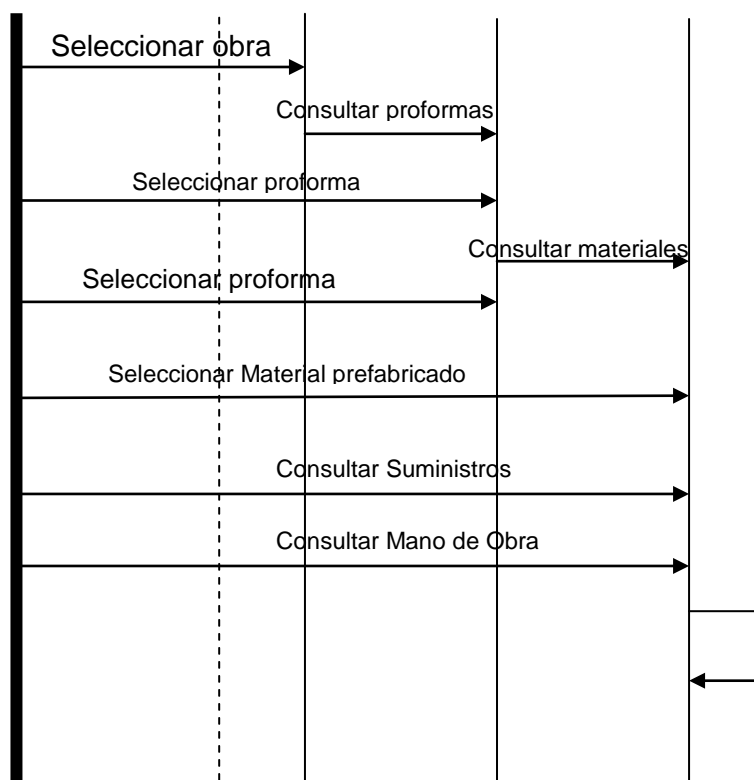 Seleccionar obra
Consultar proformas
Seleccionar proforma
Consultar materiales
Seleccionar proforma
Seleccionar Material prefabricado
Consultar Suministros
Consultar Mano de Obra